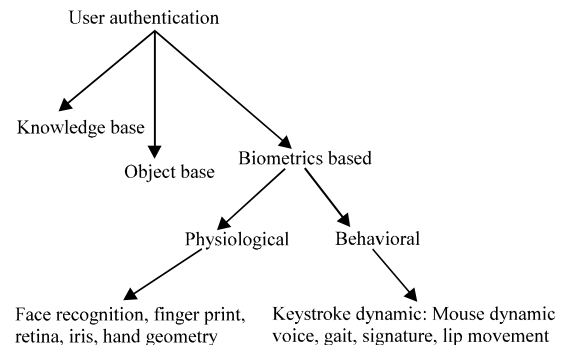 User authentication
Knowledge base
Object base
Biometrics based
Physiological
Behavioral
Face recognition, finger print,
retina, iris, hand geometry
Keystroke dynamic: Mouse dynamic
voice, gait, signature, lip movement